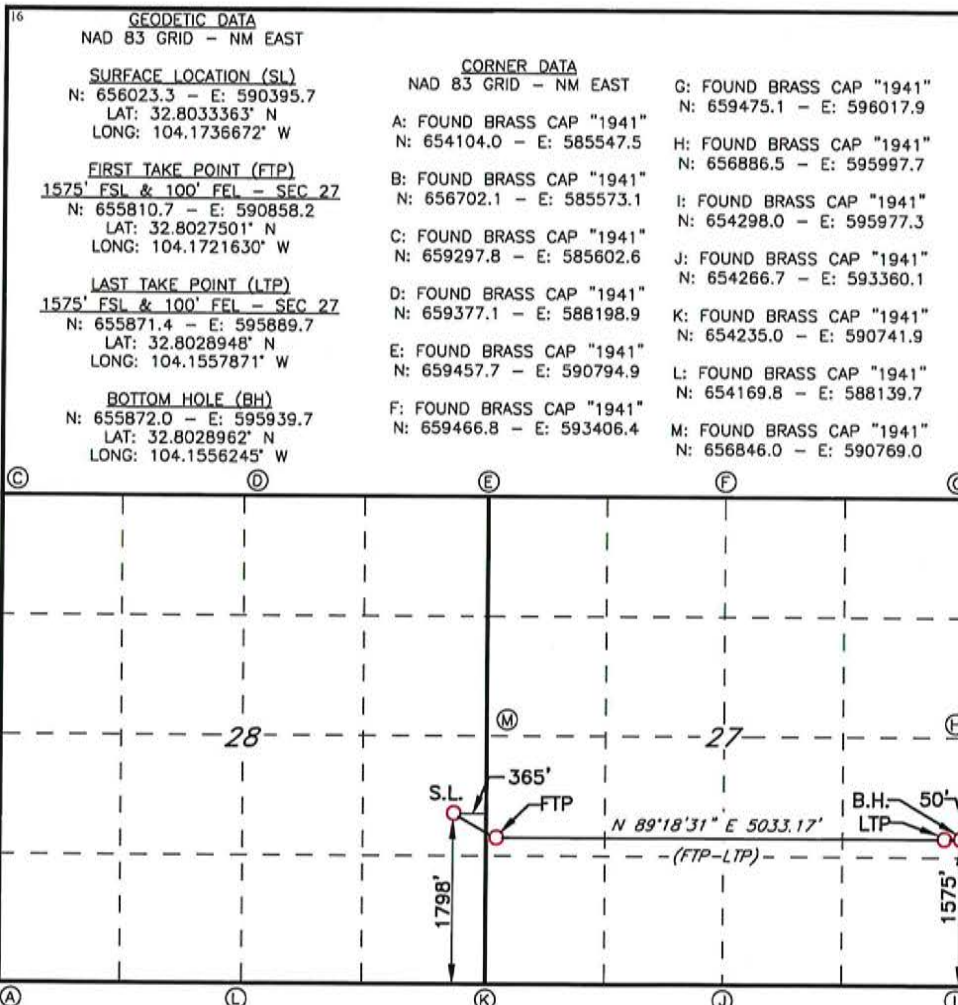 16
GEODETIC DATA
NAD 83 GRID – NM EAST
SURFACE LOCATION (SL)
N: 656023.3 – E: 590395.7
LAT: 32.8033363° N
LONG: 104.1736672° W
FIRST TAKE POINT (FTP)
1575' FSL & 100' FEL – SEC 27
N: 655810.7 – E: 590858.2
LAT: 32.8027501° N
LONG: 104.1721630° W
LAST TAKE POINT (LTP)
1575' FSL & 100' FEL – SEC 27
N: 655871.4 – E: 595889.7
LAT: 32.8028948° N
LONG: 104.1557871° W
BOTTOM HOLE (BH)
N: 655872.0 – E: 595939.7
LAT: 32.8028962° N
LONG: 104.1556245° W
CORNER DATA
NAD 83 GRID – NM EAST
A: FOUND BRASS CAP "1941"
N: 654104.0 – E: 585547.5
B: FOUND BRASS CAP "1941"
N: 656702.1 – E: 585573.1
C: FOUND BRASS CAP "1941"
N: 659297.8 – E: 585602.6
D: FOUND BRASS CAP "1941"
N: 659377.1 – E: 588198.9
E: FOUND BRASS CAP "1941"
N: 659457.7 – E: 590794.9
F: FOUND BRASS CAP "1941"
N: 659466.8 – E: 593406.4
G: FOUND BRASS CAP "1941"
N: 659475.1 – E: 596017.9
H: FOUND BRASS CAP "1941"
N: 656886.5 – E: 595997.7
I: FOUND BRASS CAP "1941"
N: 654298.0 – E: 595977.3
J: FOUND BRASS CAP "1941"
N: 654266.7 – E: 593360.1
K: FOUND BRASS CAP "1941"
N: 654235.0 – E: 590741.9
L: FOUND BRASS CAP "1941"
N: 654169.8 – E: 588139.7
M: FOUND BRASS CAP "1941"
N: 656846.0 – E: 590769.0
C
D
E
F
M
H
28
27
365'
S.L.
FTP
B.H.
50'
LTP
N 89°18'31" E 5033.17'
(FTP–LTP)
1798'
1575'
A
L
K
J
I